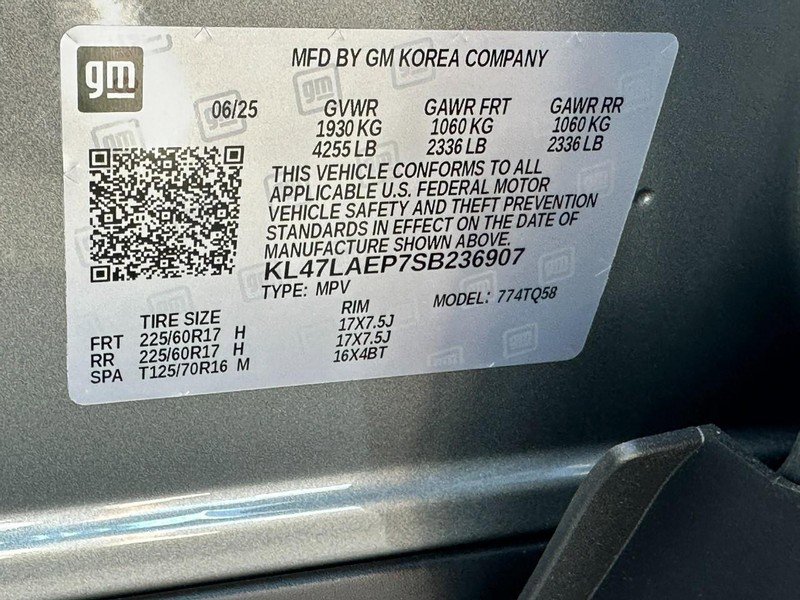 gm
MFD BY GM KOREA COMPANY
06/25 GVWR GAWR FRT GAWR RR
1930 KG 1060 KG 1060 KG
4255 LB 2336 LB 2336 LB
THIS VEHICLE CONFORMS TO ALL
APPLICABLE U.S. FEDERAL MOTOR
VEHICLE SAFETY AND THEFT PREVENTION
STANDARDS IN EFFECT ON THE DATE OF
MANUFACTURE SHOWN ABOVE.
KL47LAEP7SB236907
TYPE: MPV MODEL: 774TQ58
TIRE SIZE RIM
FRT 225/60R17 H 17X7.5J
RR 225/60R17 H 17X7.5J
SPA T125/70R16 M 16X4BT